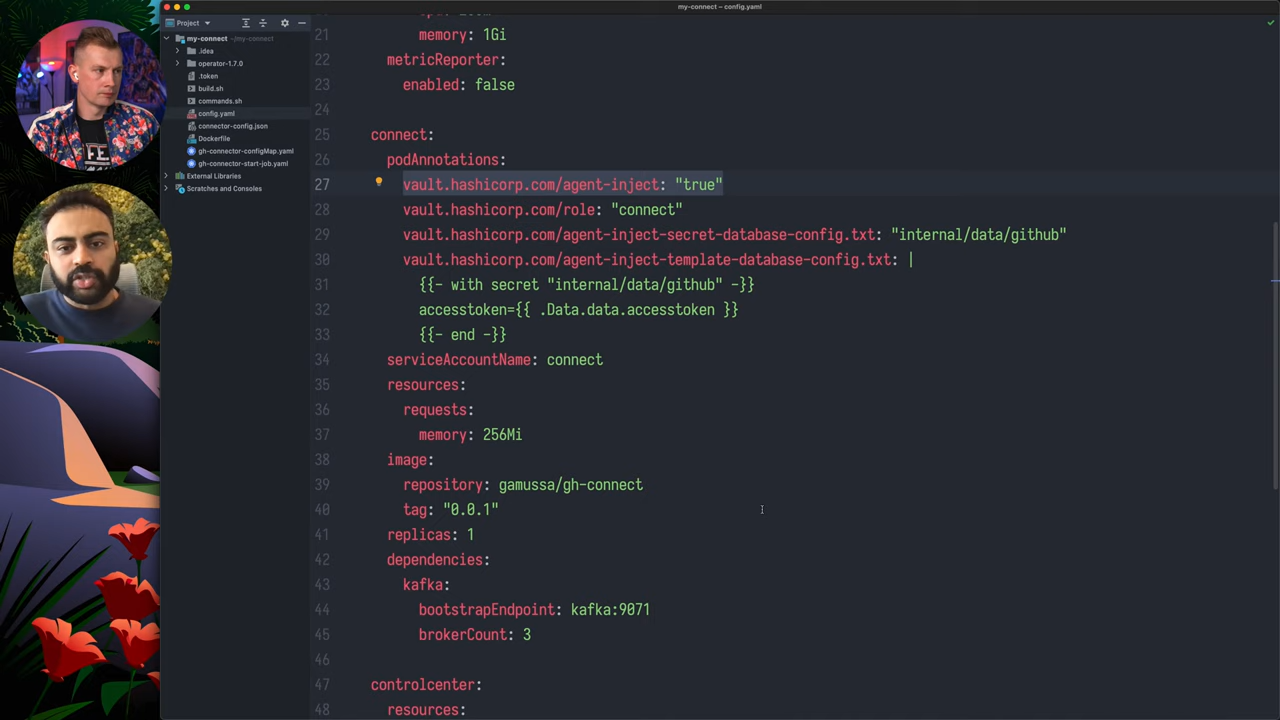 my-connect – config.yaml
Project
my-connect ~/my-connect
.idea
operator-1.7.0
.token
build.sh
commands.sh
config.yaml
connector-config.json
Dockerfile
gh-connector-configMap.yaml
gh-connector-start-job.yaml
External Libraries
Scratches and Consoles
21 memory: 1Gi
22 metricReporter:
23 enabled: false
24
25 connect:
26 podAnnotations:
27 vault.hashicorp.com/agent-inject: "true"
28 vault.hashicorp.com/role: "connect"
29 vault.hashicorp.com/agent-inject-secret-database-config.txt: "internal/data/github"
30 vault.hashicorp.com/agent-inject-template-database-config.txt: |
31 {{- with secret "internal/data/github" -}}
32 accesstoken={{ .Data.data.accesstoken }}
33 {{- end -}}
34 serviceAccountName: connect
35 resources:
36 requests:
37 memory: 256Mi
38 image:
39 repository: gamussa/gh-connect
40 tag: "0.0.1"
41 replicas: 1
42 dependencies:
43 kafka:
44 bootstrapEndpoint: kafka:9071
45 brokerCount: 3
46
47 controlcenter:
48 resources: